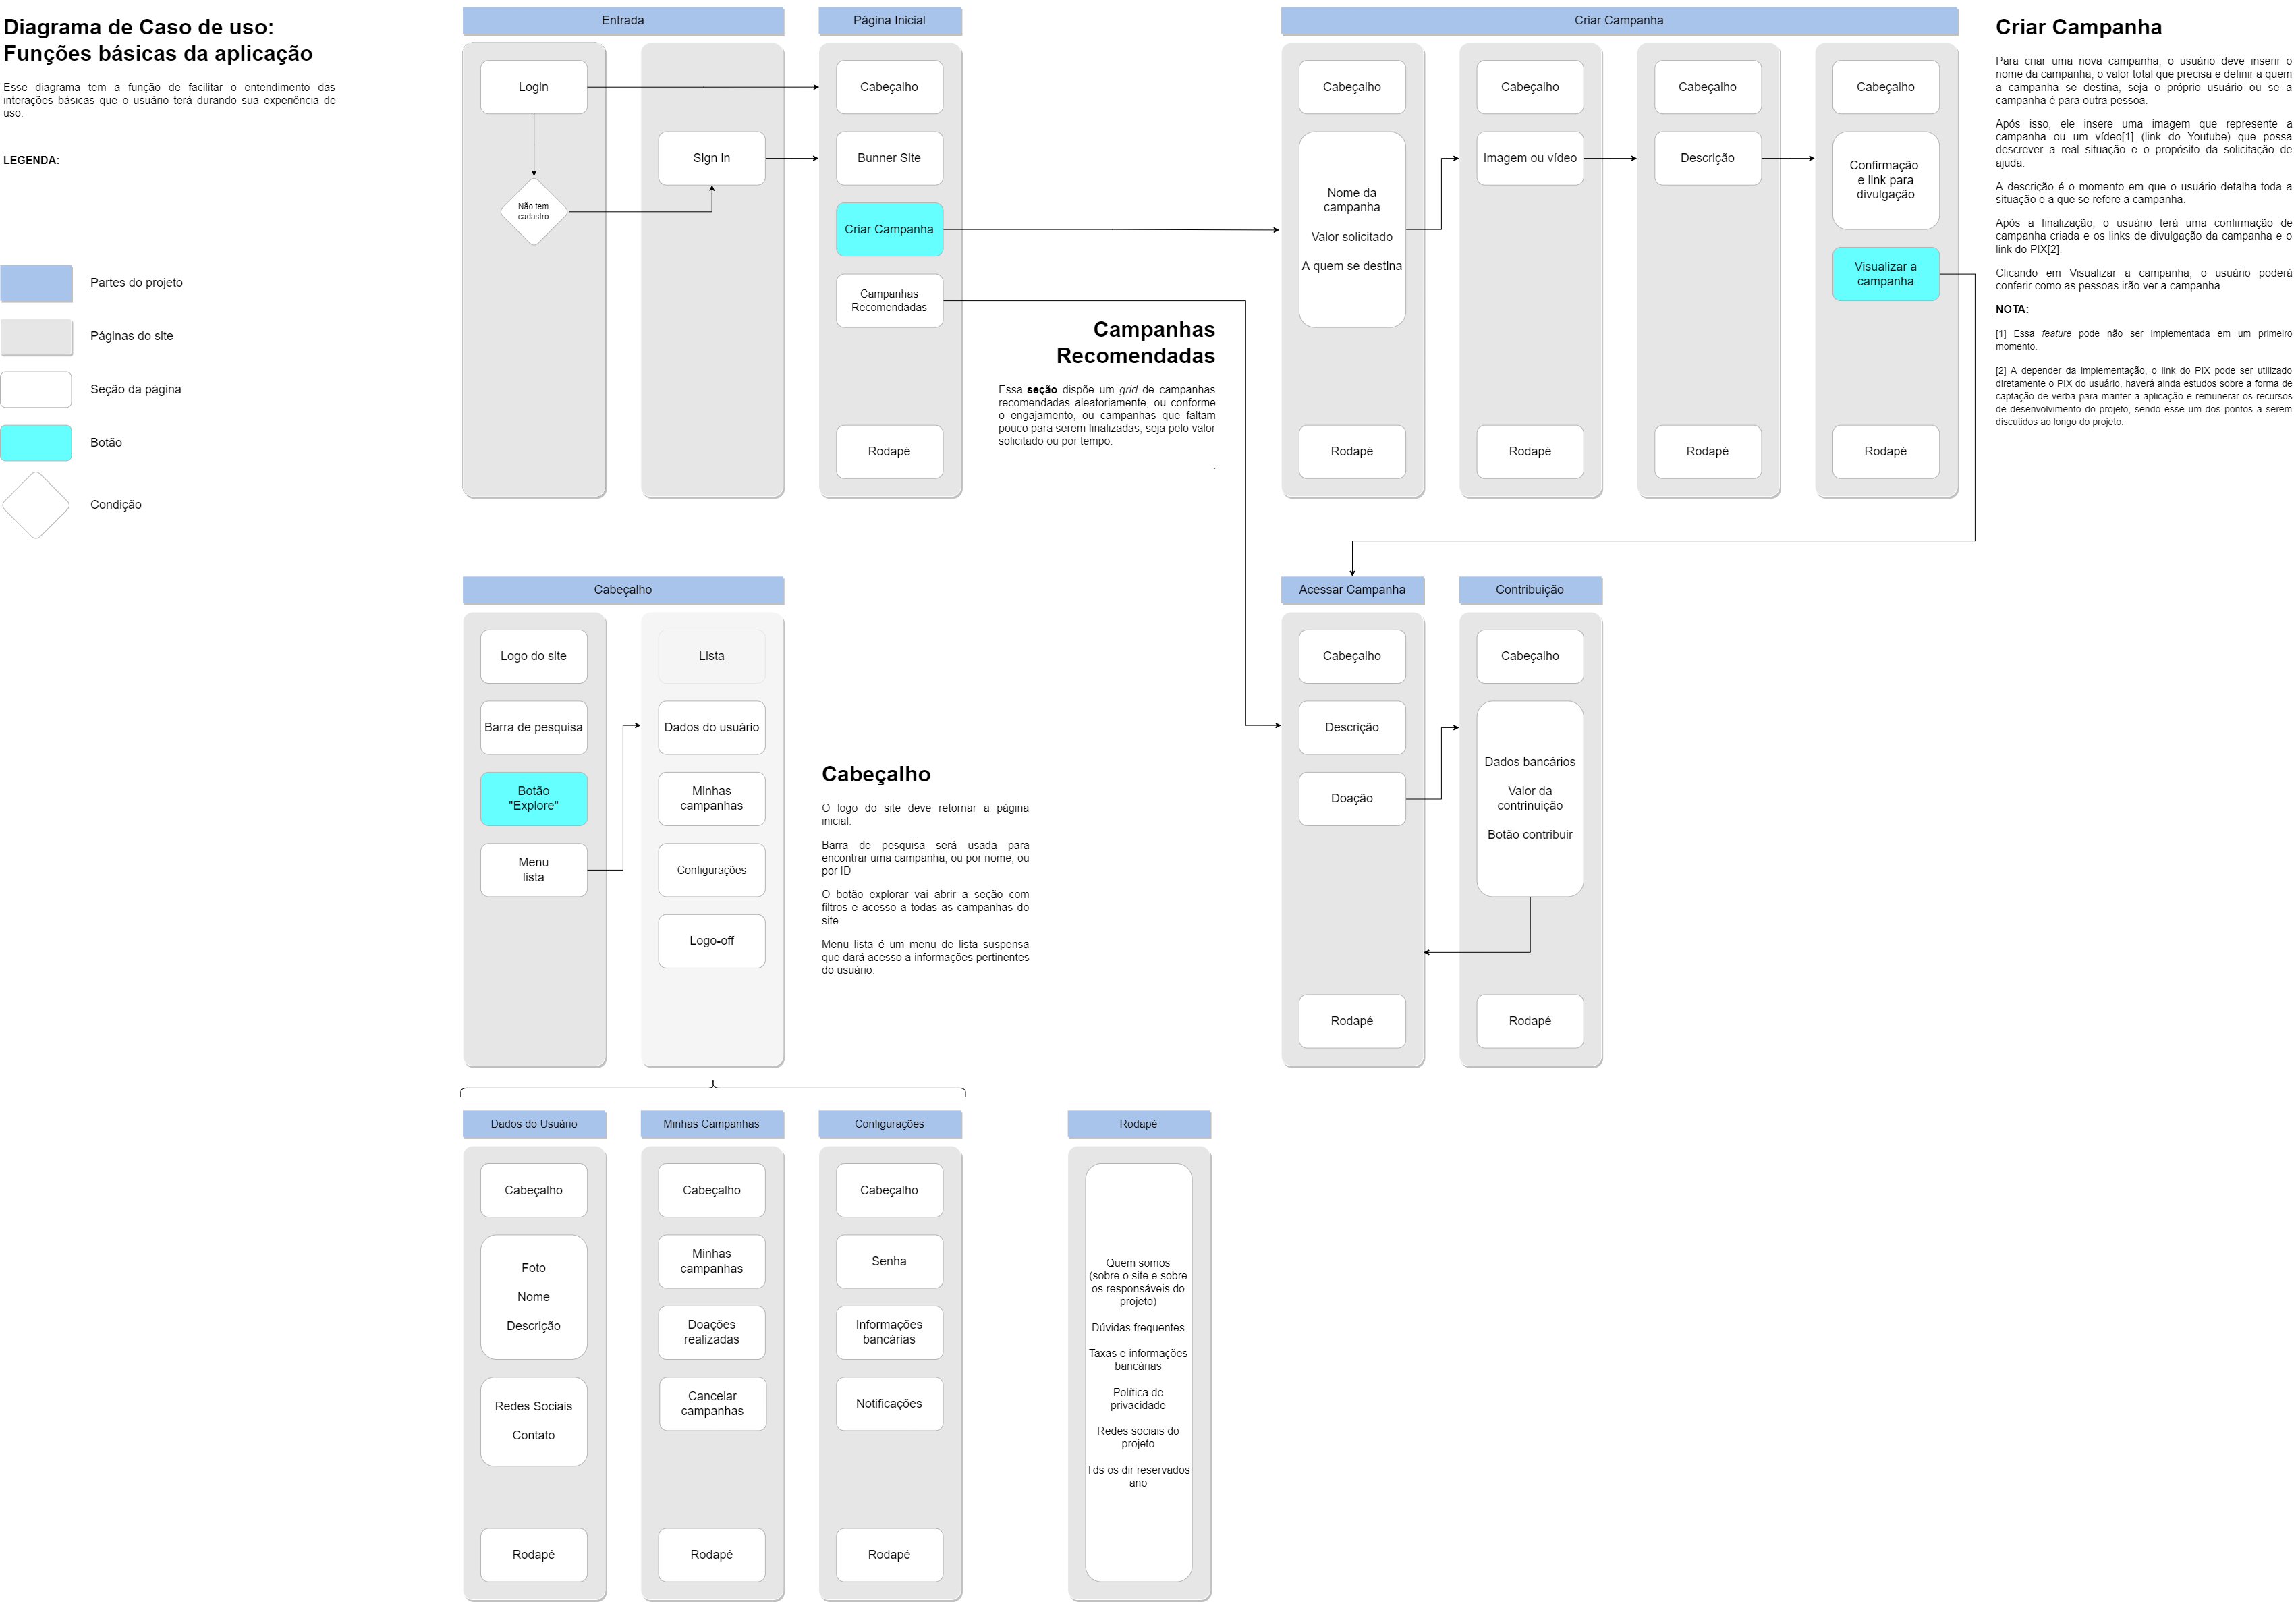 Diagrama de Caso de uso:
Funções básicas da aplicação
Esse diagrama tem a função de facilitar o entendimento das
interações básicas que o usuário terá durando sua experiência de
uso.
LEGENDA:
Partes do projeto
Páginas do site
Seção da página
Botão
Condição
Entrada
Login
Não tem
cadastro
Sign in
Página Inicial
Cabeçalho
Bunner Site
Criar Campanha
Campanhas
Recomendadas
Rodapé
Campanhas
Recomendadas
Essa seção dispõe um grid de campanhas
recomendadas aleatoriamente, ou conforme
o engajamento, ou campanhas que faltam
pouco para serem finalizadas, seja pelo valor
solicitado ou por tempo.
.
Criar Campanha
Cabeçalho
Nome da
campanha
Valor solicitado
A quem se destina
Rodapé
Cabeçalho
Imagem ou vídeo
Rodapé
Cabeçalho
Descrição
Rodapé
Cabeçalho
Confirmação
e link para
divulgação
Visualizar a
campanha
Rodapé
Criar Campanha
Para criar uma nova campanha, o usuário deve inserir o
nome da campanha, o valor total que precisa e definir a quem
a campanha se destina, seja o próprio usuário ou se a
campanha é para outra pessoa.
Após isso, ele insere uma imagem que represente a
campanha ou um vídeo[1] (link do Youtube) que possa
descrever a real situação e o propósito da solicitação de
ajuda.
A descrição é o momento em que o usuário detalha toda a
situação e a que se refere a campanha.
Após a finalização, o usuário terá uma confirmação de
campanha criada e os links de divulgação da campanha e o
link do PIX[2].
Clicando em Visualizar a campanha, o usuário poderá
conferir como as pessoas irão ver a campanha.
NOTA:
[1] Essa feature pode não ser implementada em um primeiro
momento.
[2] A depender da implementação, o link do PIX pode ser utilizado
diretamente o PIX do usuário, haverá ainda estudos sobre a forma de
captação de verba para manter a aplicação e remunerar os recursos
de desenvolvimento do projeto, sendo esse um dos pontos a serem
discutidos ao longo do projeto.
Cabeçalho
Logo do site
Barra de pesquisa
Botão
"Explore"
Menu
lista
Lista
Dados do usuário
Minhas
campanhas
Configurações
Logo-off
Cabeçalho
O logo do site deve retornar a página
inicial.
Barra de pesquisa será usada para
encontrar uma campanha, ou por nome, ou
por ID
O botão explorar vai abrir a seção com
filtros e acesso a todas as campanhas do
site.
Menu lista é um menu de lista suspensa
que dará acesso a informações pertinentes
do usuário.
Acessar Campanha
Cabeçalho
Descrição
Doação
Rodapé
Contribuição
Cabeçalho
Dados bancários
Valor da
contrinuição
Botão contribuir
Rodapé
Dados do Usuário
Cabeçalho
Foto
Nome
Descrição
Redes Sociais
Contato
Rodapé
Minhas Campanhas
Cabeçalho
Minhas
campanhas
Doações
realizadas
Cancelar
campanhas
Rodapé
Configurações
Cabeçalho
Senha
Informações
bancárias
Notificações
Rodapé
Rodapé
Quem somos
(sobre o site e sobre
os responsáveis do
projeto)
Dúvidas frequentes
Taxas e informações
bancárias
Política de
privacidade
Redes sociais do
projeto
Tds os dir reservados
ano